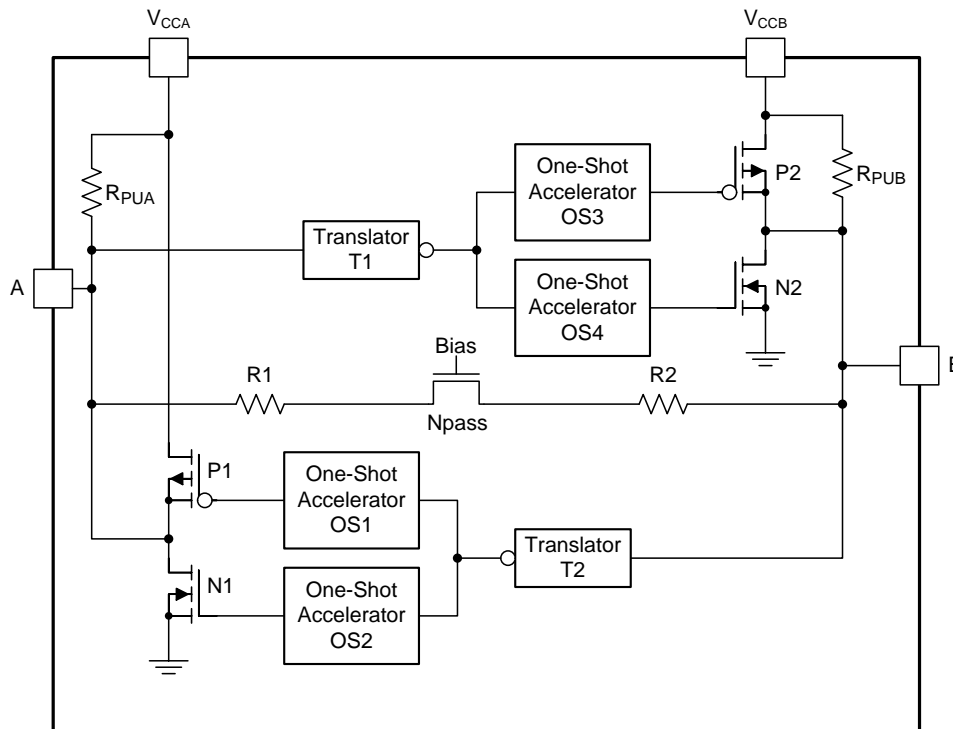 VCCA
VCCB
RPUA
One-Shot
Accelerator
OS3
P2
RPUB
Translator
T1
A
One-Shot
Accelerator
OS4
N2
Bias
R1
R2
Npass
P1
One-Shot
Accelerator
OS1
Translator
T2
N1
One-Shot
Accelerator
OS2